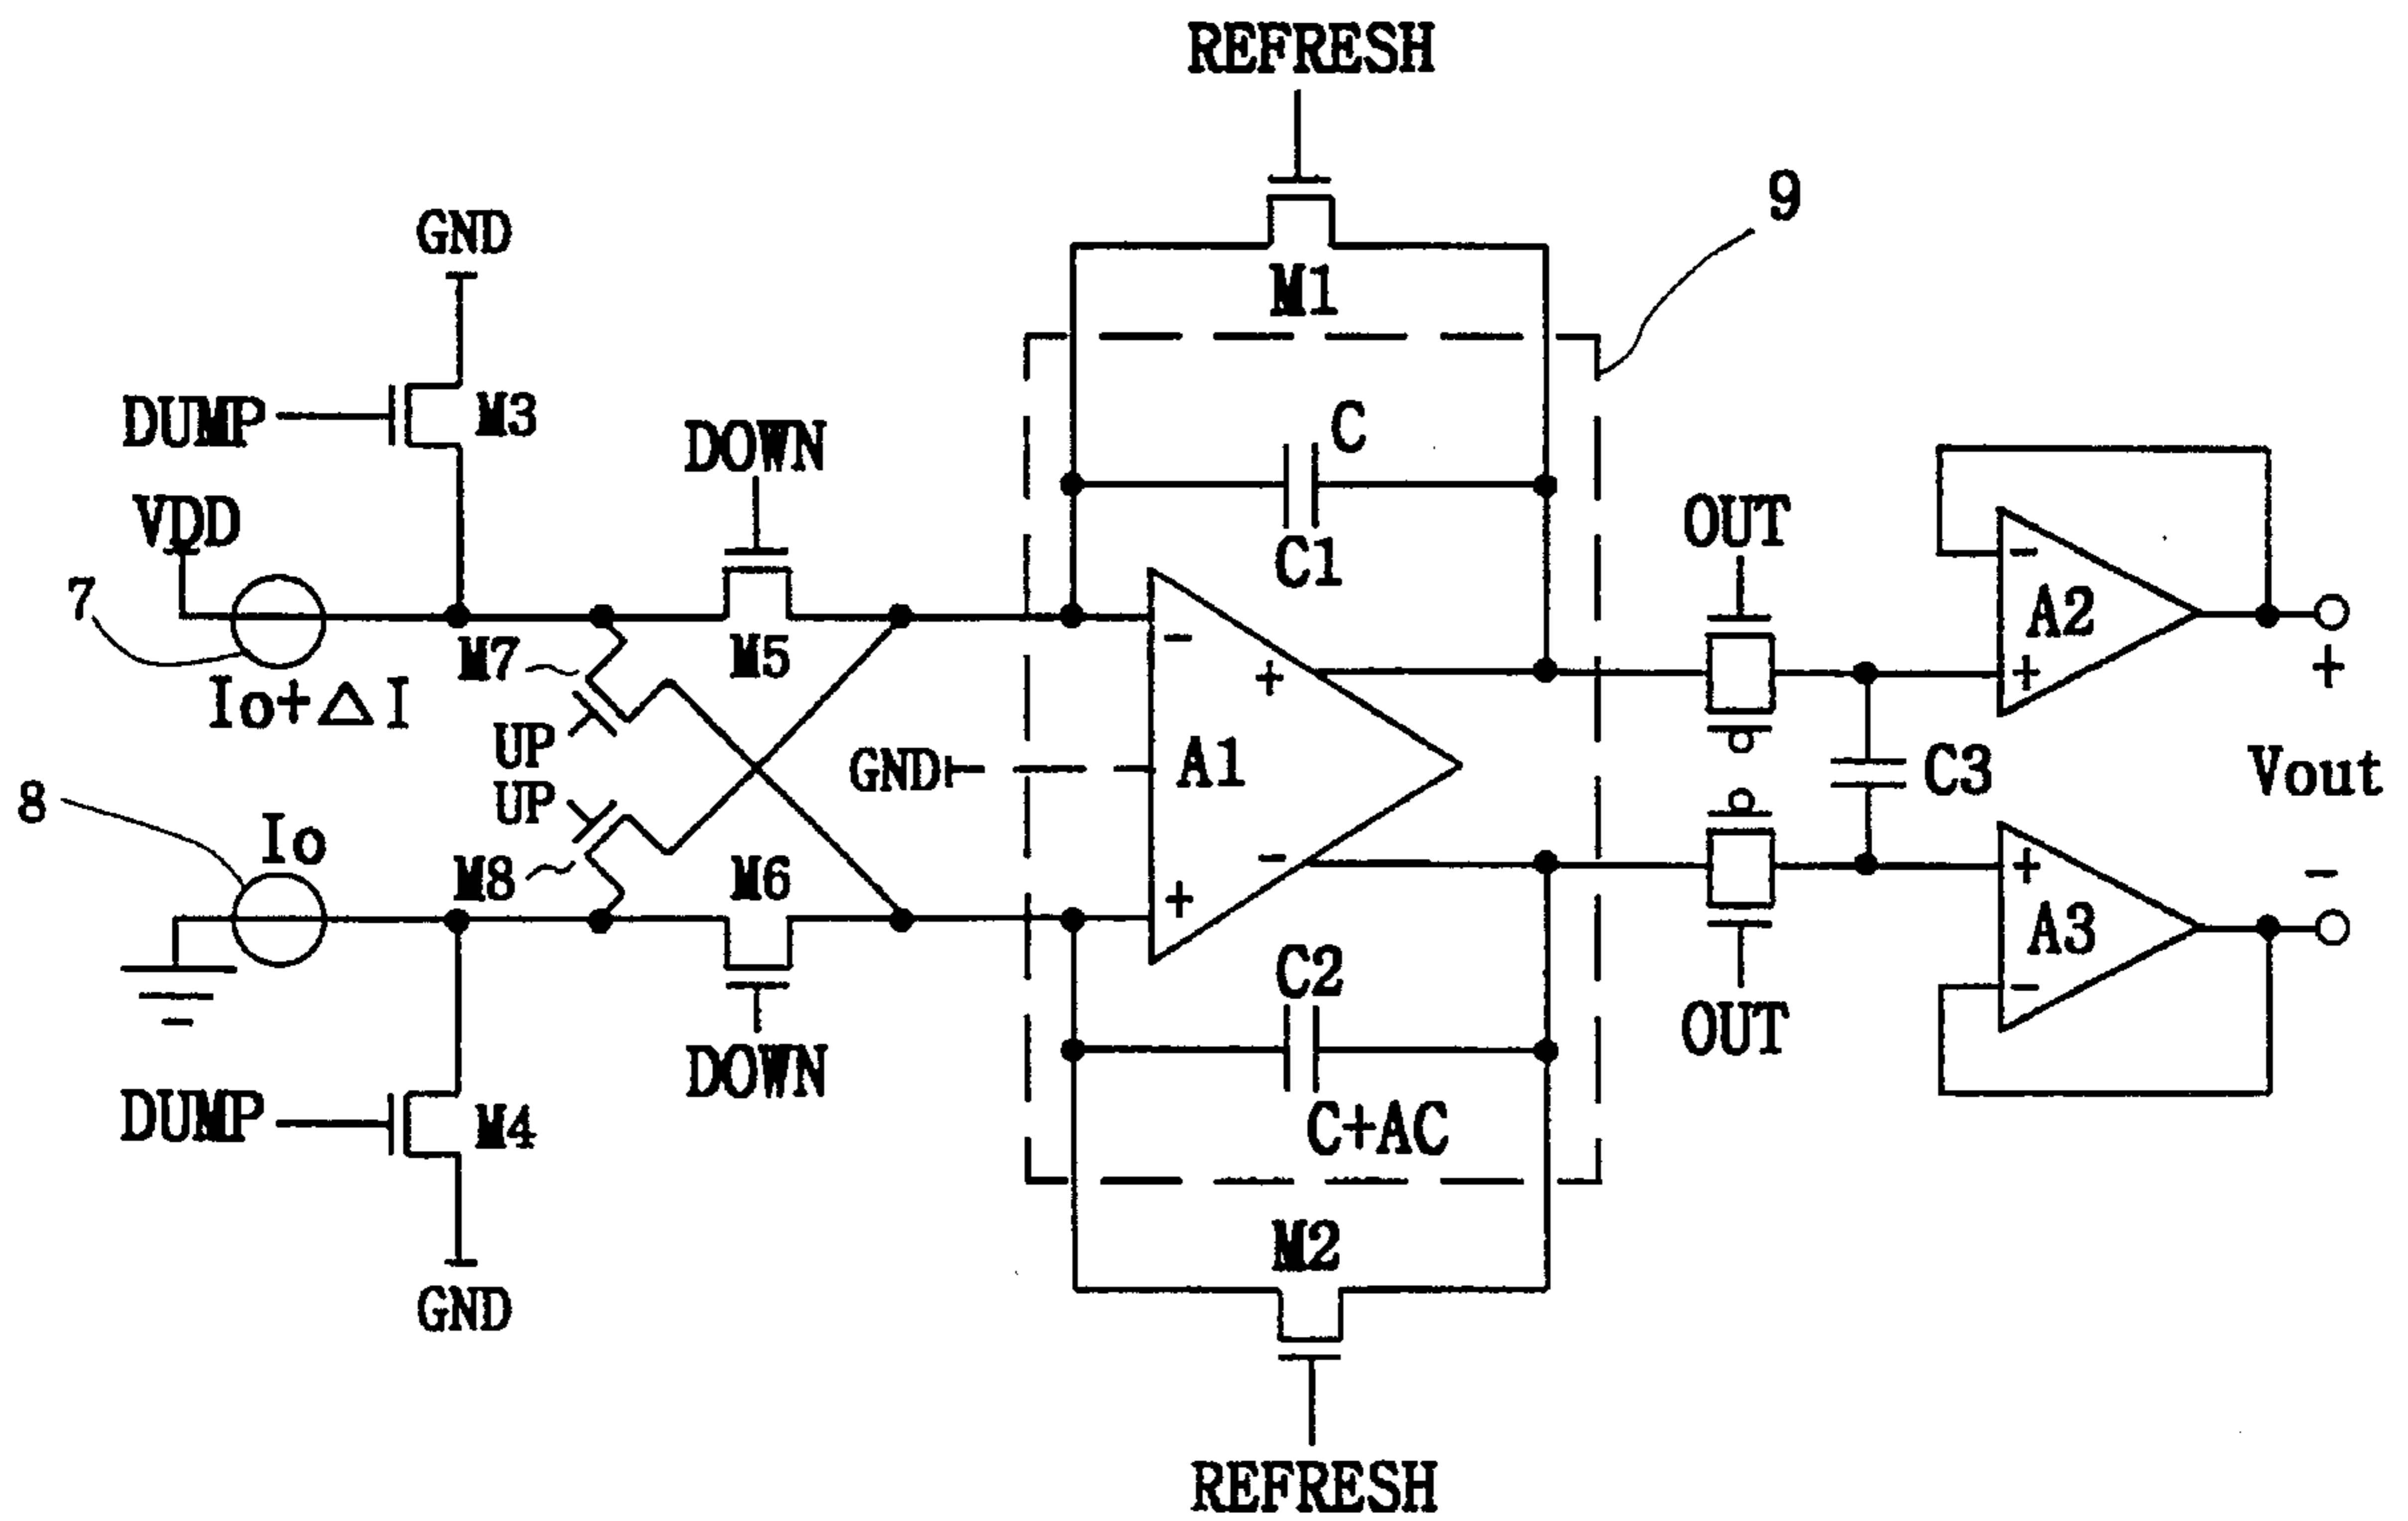 REFRESH
9
GND
M1
DUMP
M3
DOWN
C
VDD
OUT
C1
7
-
A2
M7
M5
-
+
+
+
Io+△I
UP
GND
A1
C3
Vout
8
UP
Io
M8
M6
-
+
-
+
A3
C2
-
OUT
DOWN
DUMP
M4
C+AC
M2
GND
REFRESH